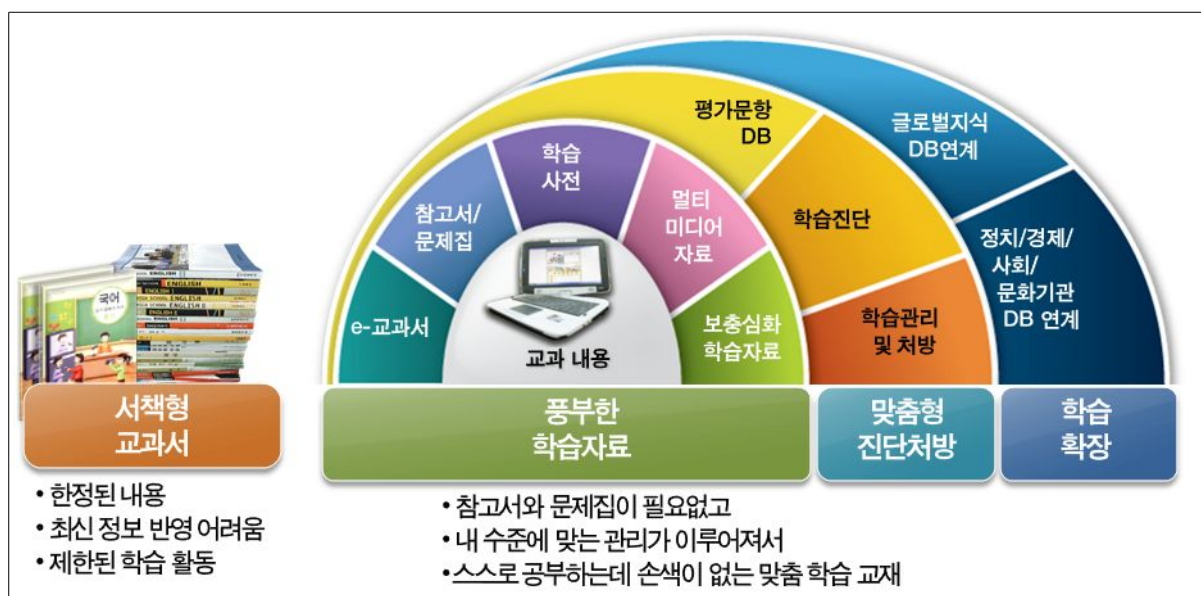 평가문항
DB
글로벌지식
DB연계
학습
사전
참고서/
문제집
멀티
미디어
자료
학습진단
정치/경제/
사회/
문화기관
DB 연계
e-교과서
보충심화
학습자료
학습관리
및 처방
교과 내용
국어
ENGLISH
ENGLISH
ENGLISH
서책형
교과서
풍부한
학습자료
맞춤형
진단처방
학습
확장
• 한정된 내용
• 최신 정보 반영 어려움
• 제한된 학습 활동
• 참고서와 문제집이 필요없고
• 내 수준에 맞는 관리가 이루어져서
• 스스로 공부하는데 손색이 없는 맞춤 학습 교재